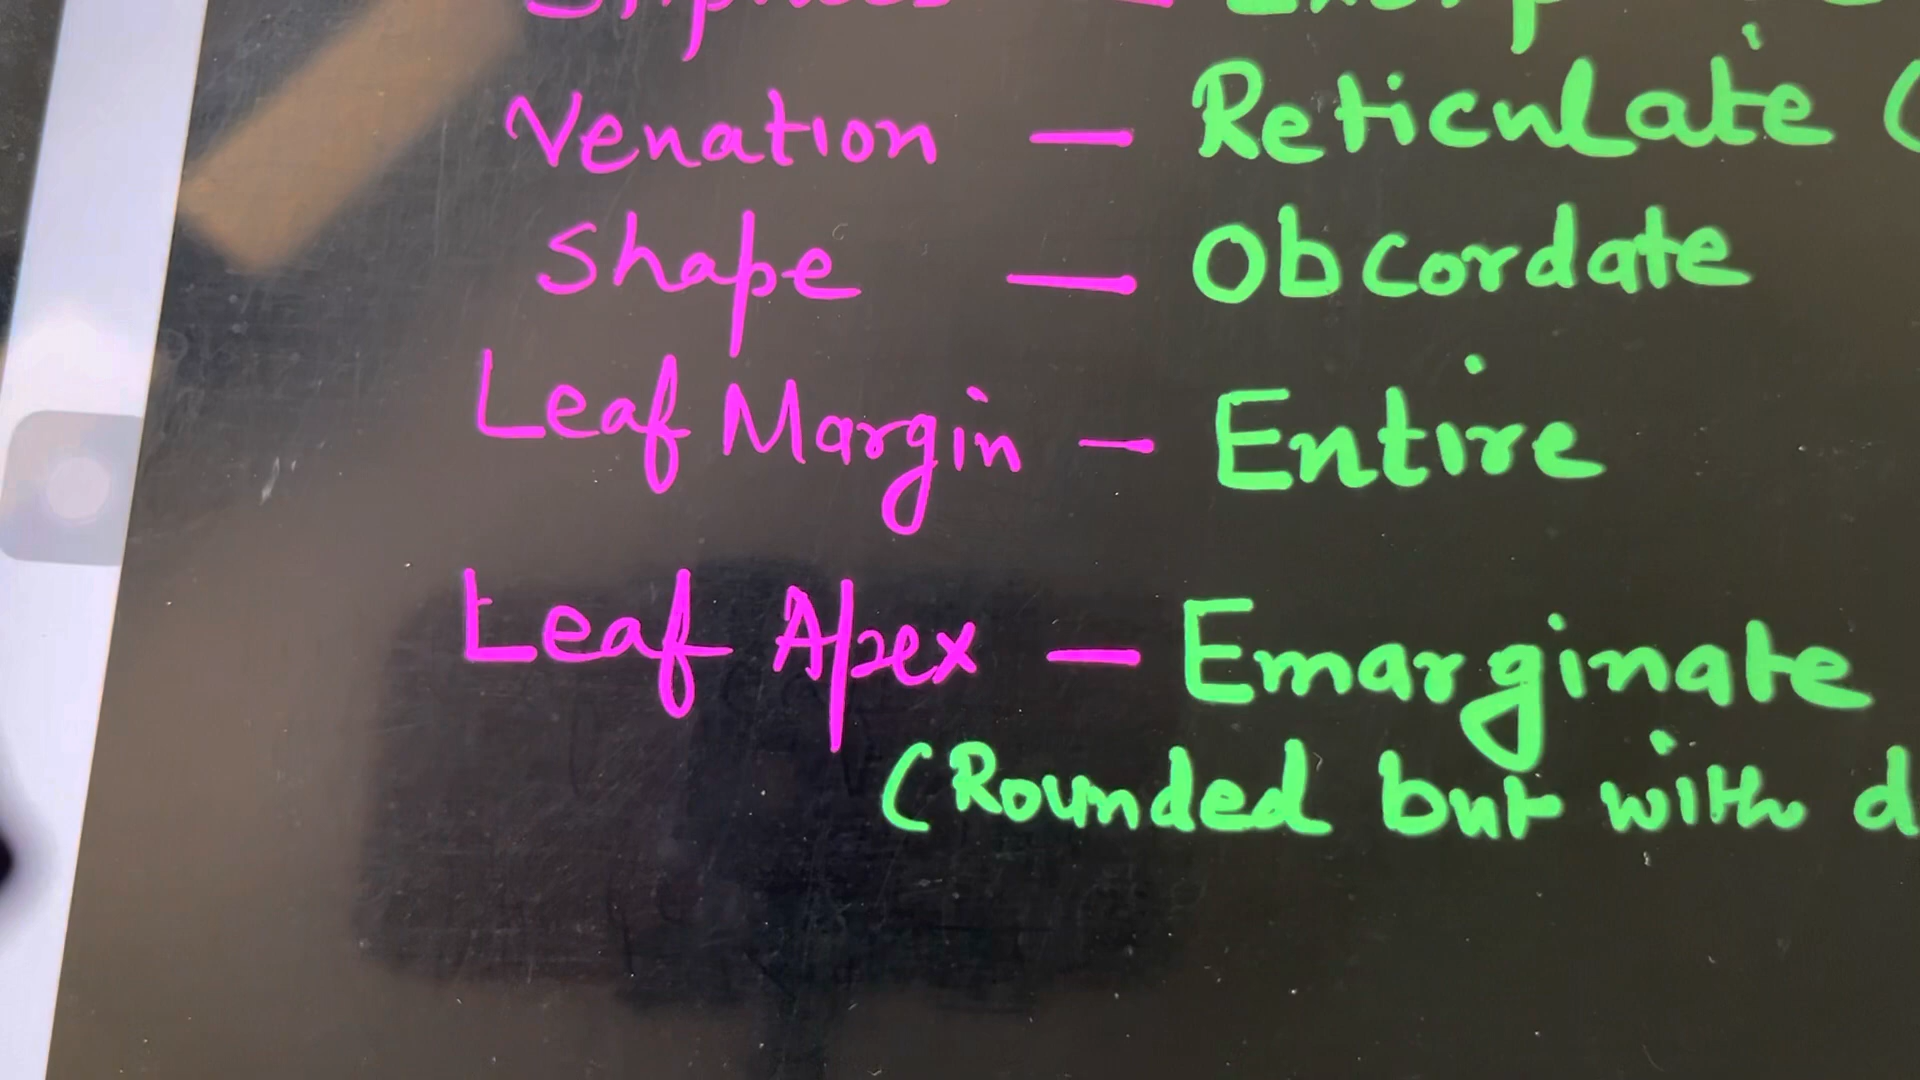 Venation — Reticulate (
Shape — Obcordate
Leaf Margin — Entire
Leaf Apex — Emarginate
(Rounded but with d